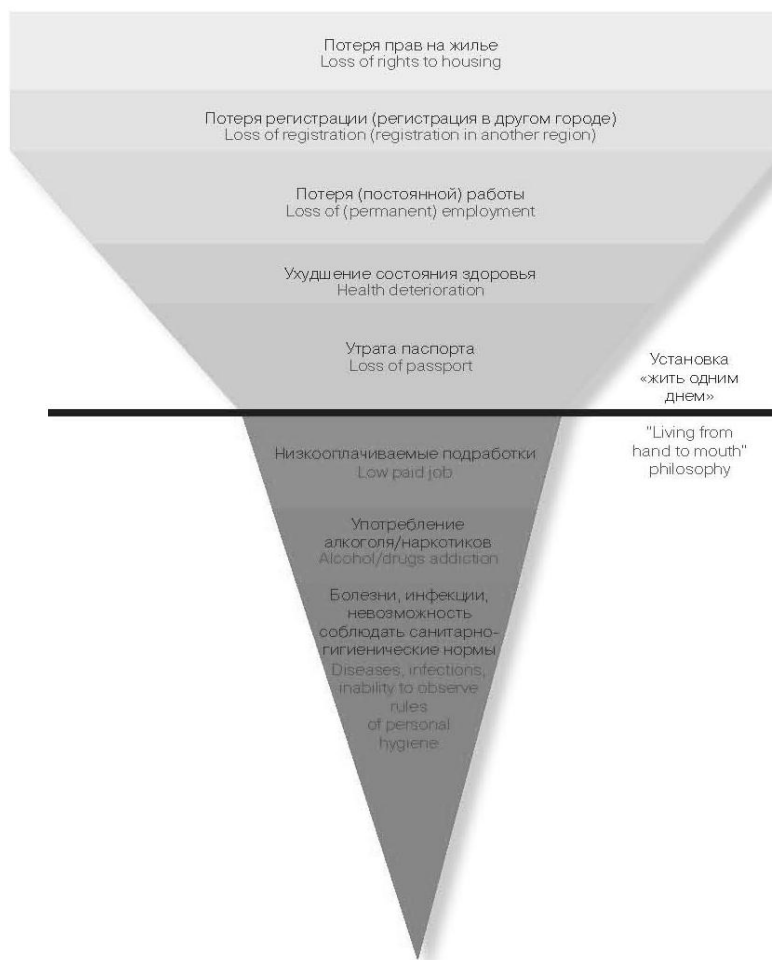 Потеря прав на жилье
Loss of rights to housing
Потеря регистрации (регистрация в другом городе)
Loss of registration (registration in another region)
Потеря (постоянной) работы
Loss of (permanent) employment
Ухудшение состояния здоровья
Health deterioration
Утрата паспорта
Loss of passport
Установка
«жить одним
днем»
"Living from
hand to mouth"
philosophy
Низкооплачиваемые подработки
Low paid job
Употребление
алкоголя/наркотиков
Alcohol/drugs addiction
Болезни, инфекции,
невозможность
соблюдать санитарно-
гигиенические нормы
Diseases, infections,
inability to observe
rules
of personal
hygiene